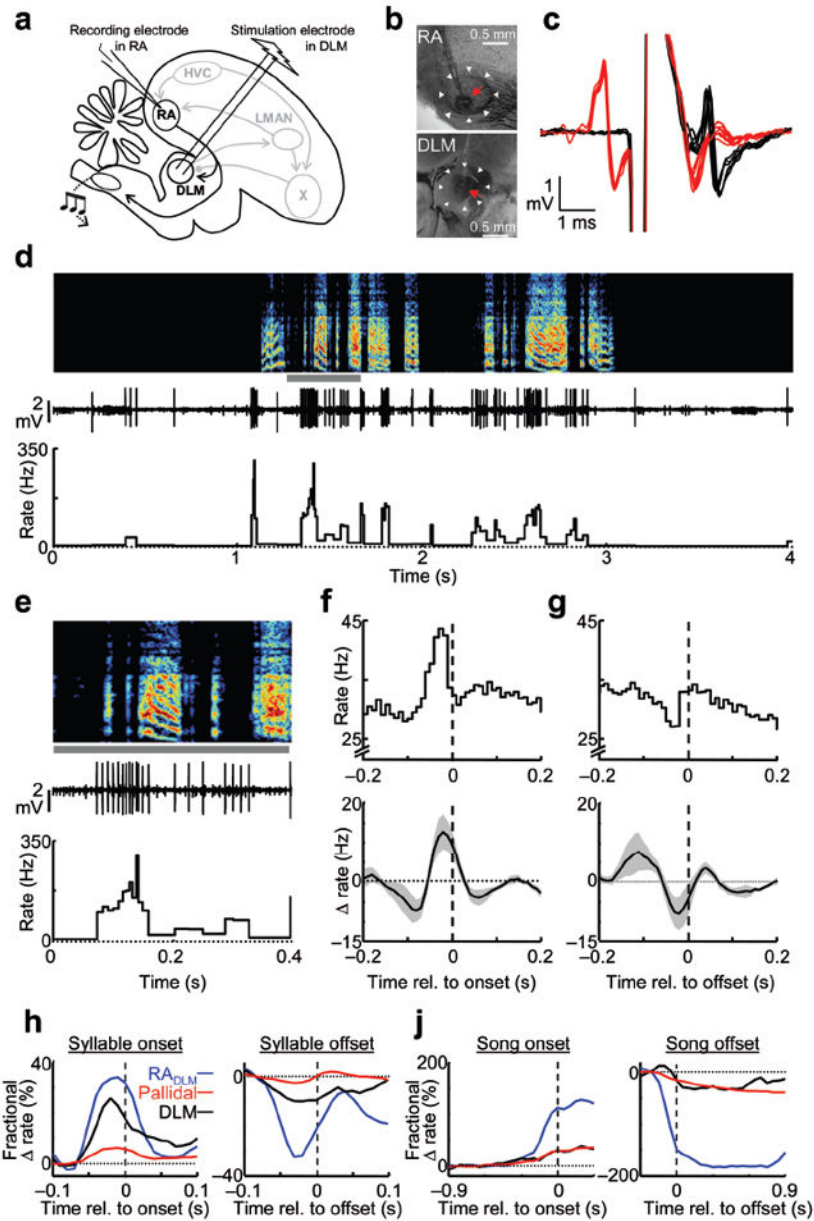 a
Recording electrode
in RA
Stimulation electrode
in DLM
HVC
RA
LMAN
DLM
X
b
RA
0.5 mm
DLM
0.5 mm
c
1
mV
1 ms
d
2
mV
350
Rate (Hz)
0
0 1 2 3 4
Time (s)
e
2
mV
350
Rate (Hz)
0
0 0.2 0.4
Time (s)
f
45
Rate (Hz)
25
−0.2 0 0.2
20
Δ rate (Hz)
0
−15
−0.2 0 0.2
Time rel. to onset (s)
g
45
25
−0.2 0 0.2
20
0
−15
−0.2 0 0.2
Time rel. to offset (s)
h
Syllable onset
40
Fractional
Δ rate (%)
0
RADLM
Pallidal
DLM
−0.1 0 0.1
Time rel. to onset (s)
Syllable offset
0
−40
−0.1 0 0.1
Time rel. to offset (s)
j
Song onset
200
Fractional
Δ rate (%)
0
−0.9 0
Time rel. to onset (s)
Song offset
0
−200
0 0.9
Time rel. to offset (s)